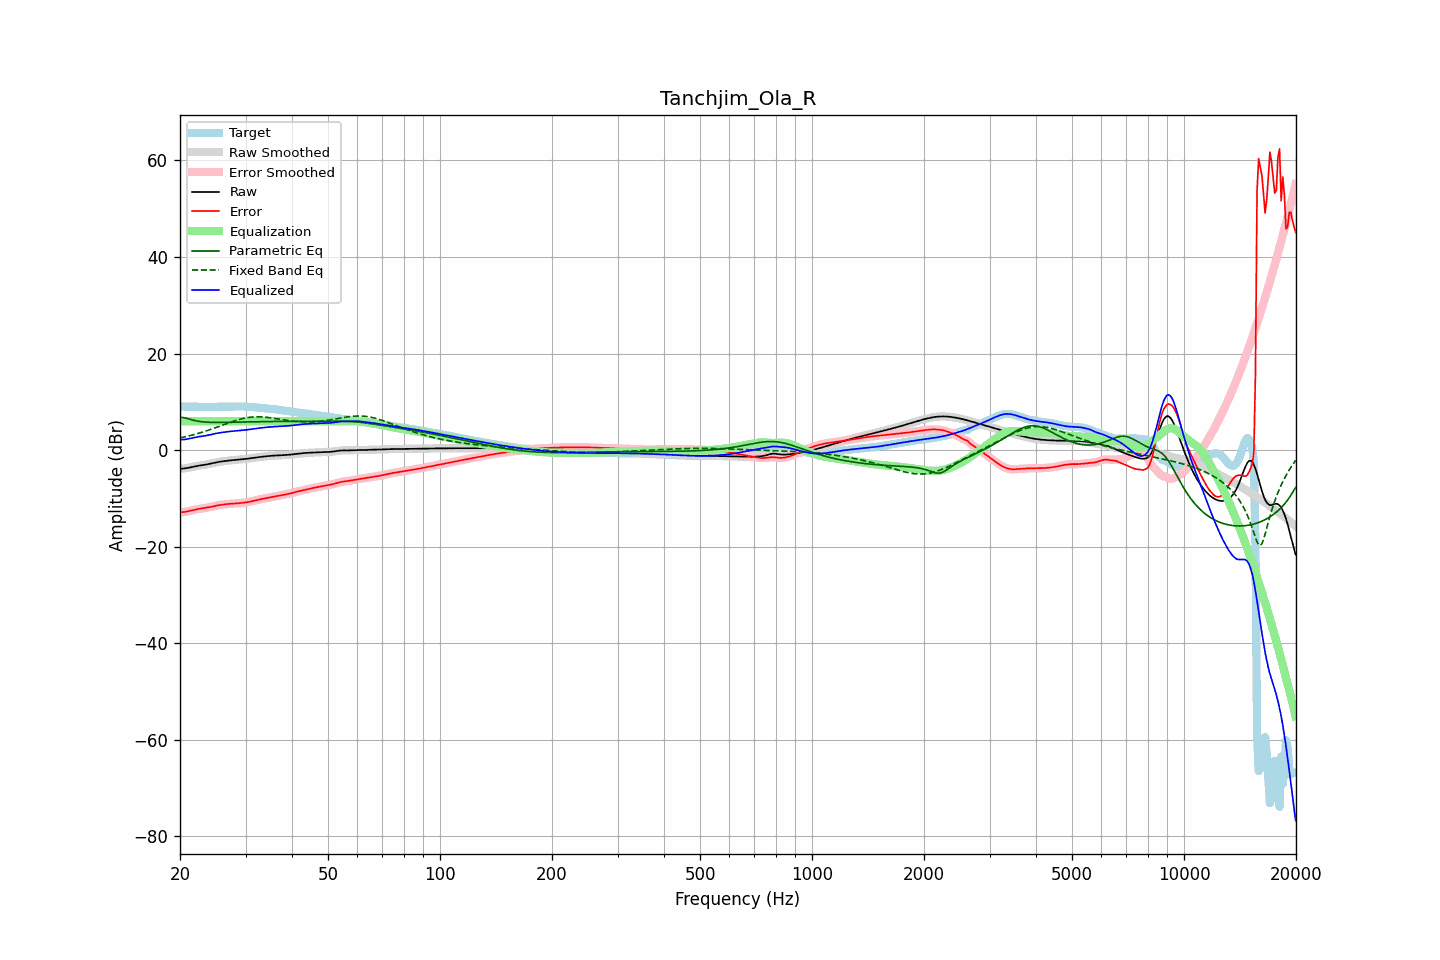 Tanchjim_Ola_R
Target
Raw Smoothed
Error Smoothed
Raw
Error
Equalization
Parametric Eq
Fixed Band Eq
Equalized
60
40
20
0
−20
−40
−60
−80
Amplitude (dBr)
20
50
100
200
500
1000
2000
5000
10000
20000
Frequency (Hz)